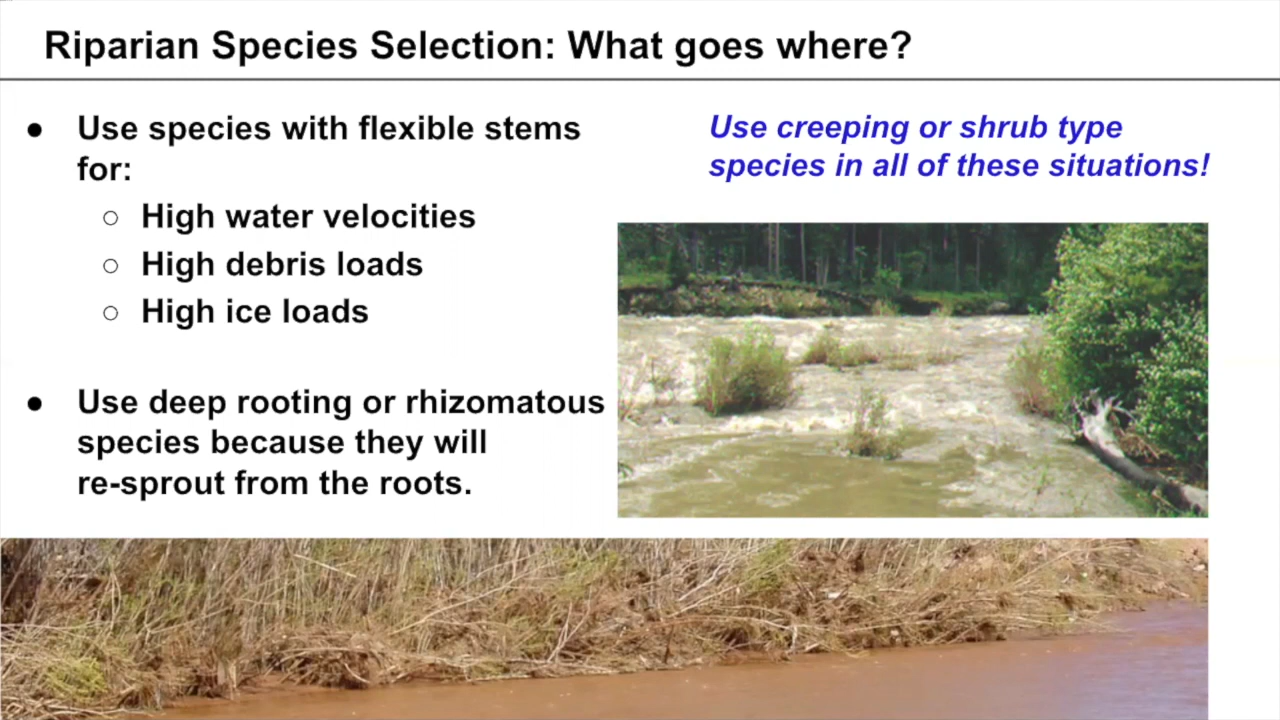 Riparian Species Selection: What goes where?
● Use species with flexible stems
for:
○ High water velocities
○ High debris loads
○ High ice loads
● Use deep rooting or rhizomatous
species because they will
re-sprout from the roots.
Use creeping or shrub type
species in all of these situations!